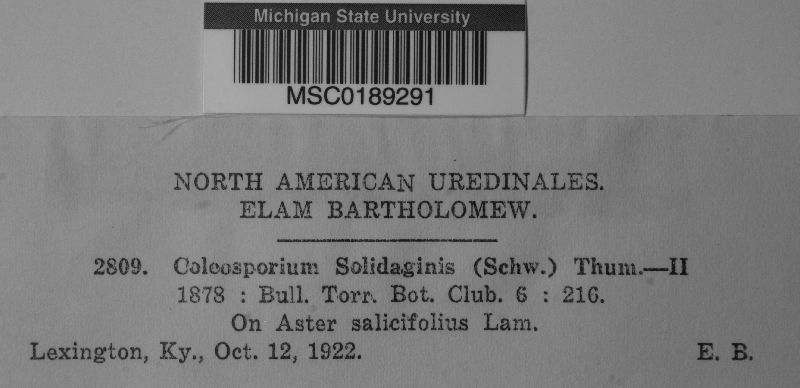 Michigan State University
MSC0189291
NORTH AMERICAN UREDINALES.
ELAM BARTHOLOMEW.
2809. Coleosporium Solidaginis (Schw.) Thum.—II
1878 : Bull. Torr. Bot. Club. 6 : 216.
On Aster salicifolius Lam.
Lexington, Ky., Oct. 12, 1922. E. B.